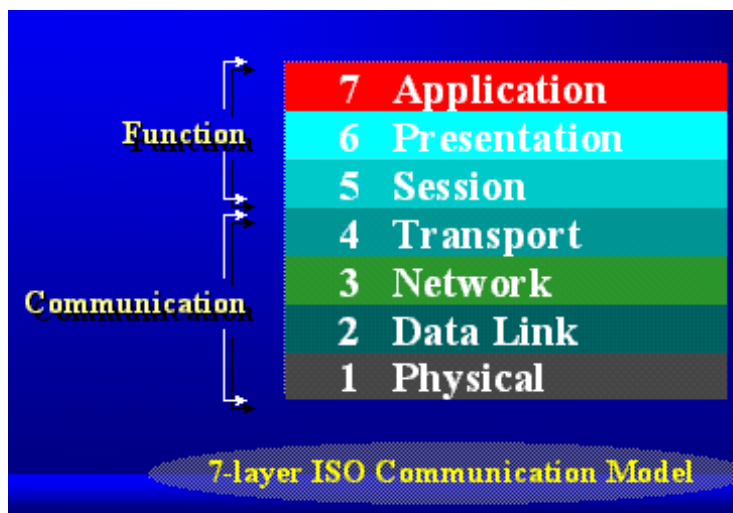 7 Application
Function
6 Presentation
5 Session
4 Transport
3 Network
Communication
2 Data Link
1 Physical
7-layer ISO Communication Model